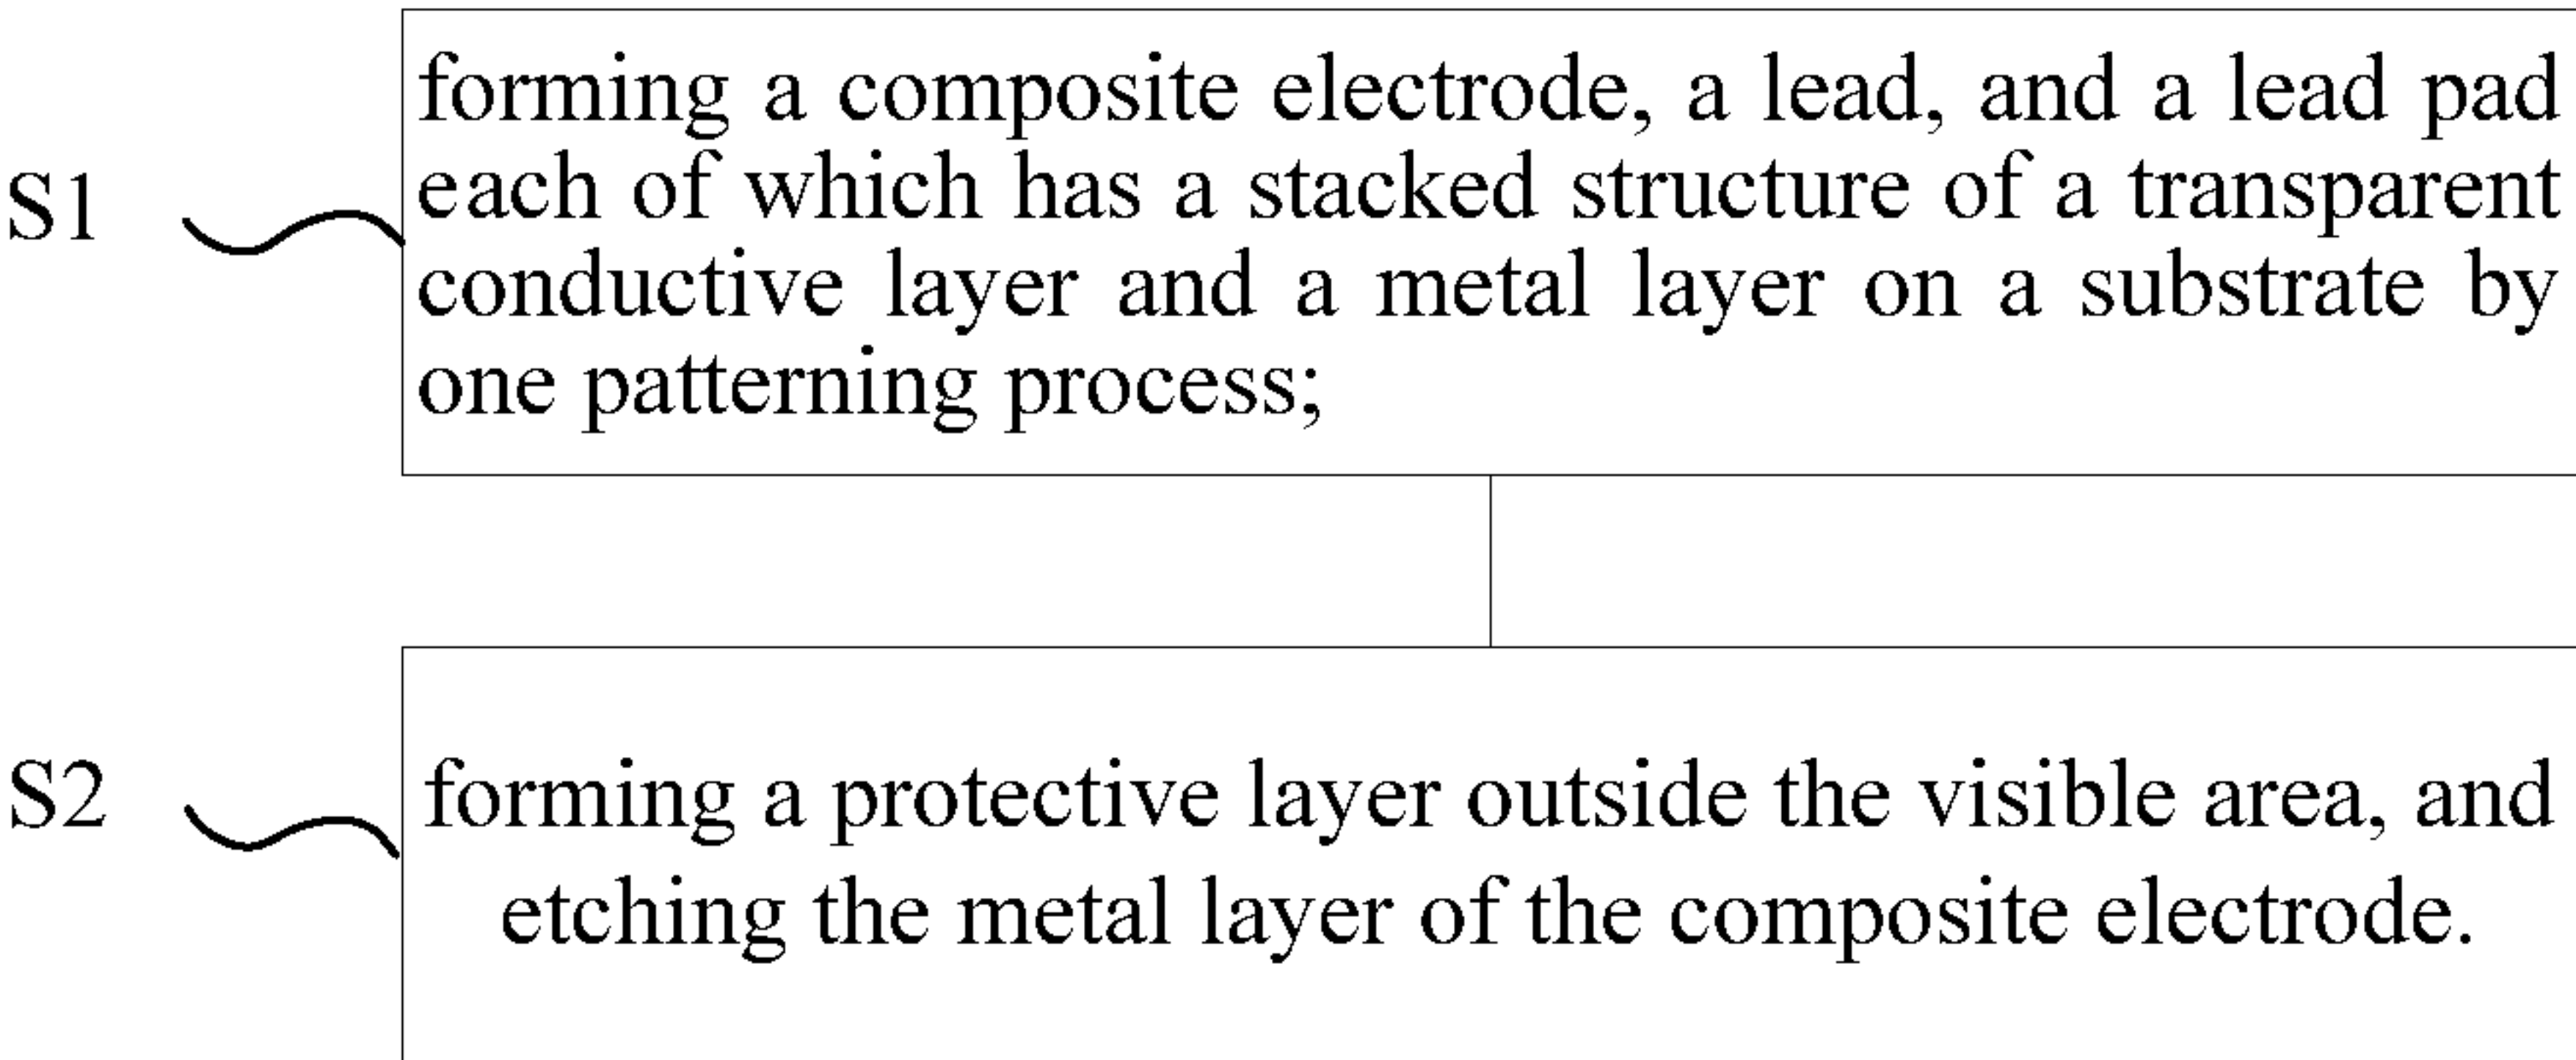 forming a composite electrode, a lead, and a lead pad
S1 each of which has a stacked structure of a transparent
conductive layer and a metal layer on a substrate by
one patterning process;
S2 forming a protective layer outside the visible area, and
etching the metal layer of the composite electrode.